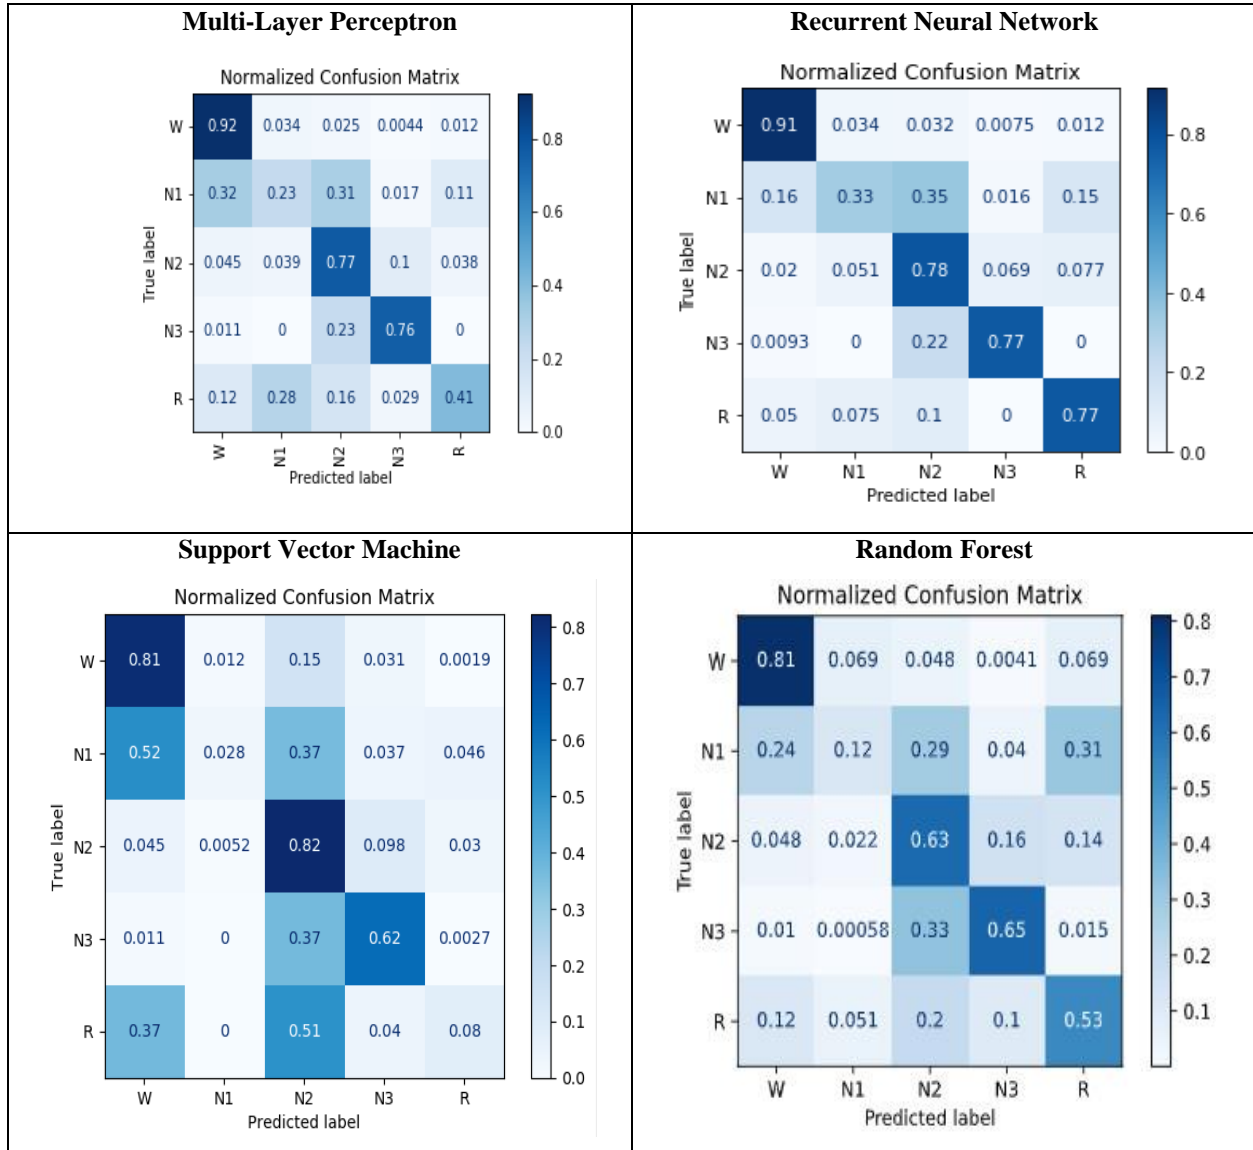 Multi-Layer Perceptron
Normalized Confusion Matrix
W 0.92 0.034 0.025 0.0044 0.012
N1 0.32 0.23 0.31 0.017 0.11
N2 0.045 0.039 0.77 0.1 0.038
N3 0.011 0 0.23 0.76 0
R 0.12 0.28 0.16 0.029 0.41
True label
W N1 N2 N3 R
Predicted label
0.8
0.6
0.4
0.2
0.0
Recurrent Neural Network
Normalized Confusion Matrix
W 0.91 0.034 0.032 0.0075 0.012
N1 0.16 0.33 0.35 0.016 0.15
N2 0.02 0.051 0.78 0.069 0.077
N3 0.0093 0 0.22 0.77 0
R 0.05 0.075 0.1 0 0.77
True label
W N1 N2 N3 R
Predicted label
0.8
0.6
0.4
0.2
0.0
Support Vector Machine
Normalized Confusion Matrix
W 0.81 0.012 0.15 0.031 0.0019
N1 0.52 0.028 0.37 0.037 0.046
N2 0.045 0.0052 0.82 0.098 0.03
N3 0.011 0 0.37 0.62 0.0027
R 0.37 0 0.51 0.04 0.08
True label
W N1 N2 N3 R
Predicted label
0.8
0.7
0.6
0.5
0.4
0.3
0.2
0.1
0.0
Random Forest
Normalized Confusion Matrix
W 0.81 0.069 0.048 0.0041 0.069
N1 0.24 0.12 0.29 0.04 0.31
N2 0.048 0.022 0.63 0.16 0.14
N3 0.01 0.00058 0.33 0.65 0.015
R 0.12 0.051 0.2 0.1 0.53
True label
W N1 N2 N3 R
Predicted label
0.8
0.7
0.6
0.5
0.4
0.3
0.2
0.1